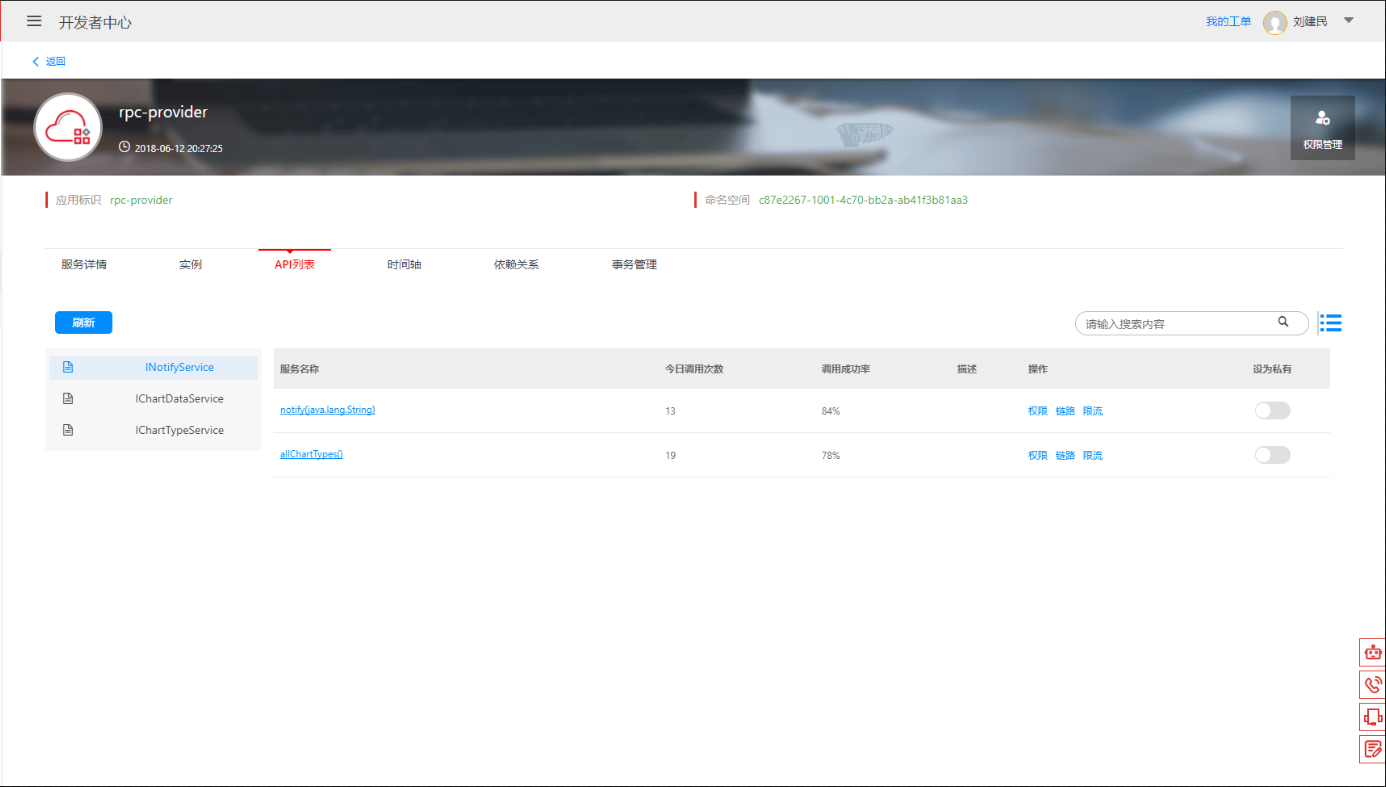 开发者中心 我的工单 刘建民
返回
rpc-provider
2018-06-12 20:27:25
权限管理
应用标识 rpc-provider 命名空间 c87e2267-1001-4c70-bb2a-ab41f3b81aa3
服务详情 实例 API列表 时间轴 依赖关系 事务管理
刷新 请输入搜索内容
INotifyService
IChartDataService
IChartTypeService
服务名称 今日调用次数 调用成功率 描述 操作 设为私有
notify(java.lang.String) 13 84% 权限 链路 限流
allChartTypes() 19 78% 权限 链路 限流